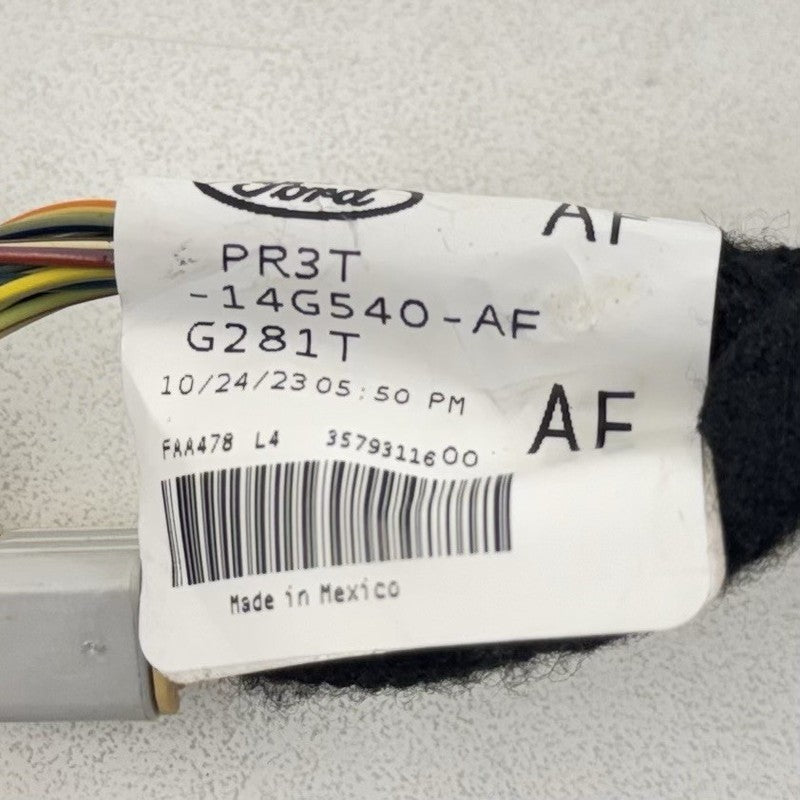 Ford
AF
PR3T
-14G540-AF
G281T
10/24/23 05:50 PM
AF
FAA478 L4 3579311600
Made in Mexico